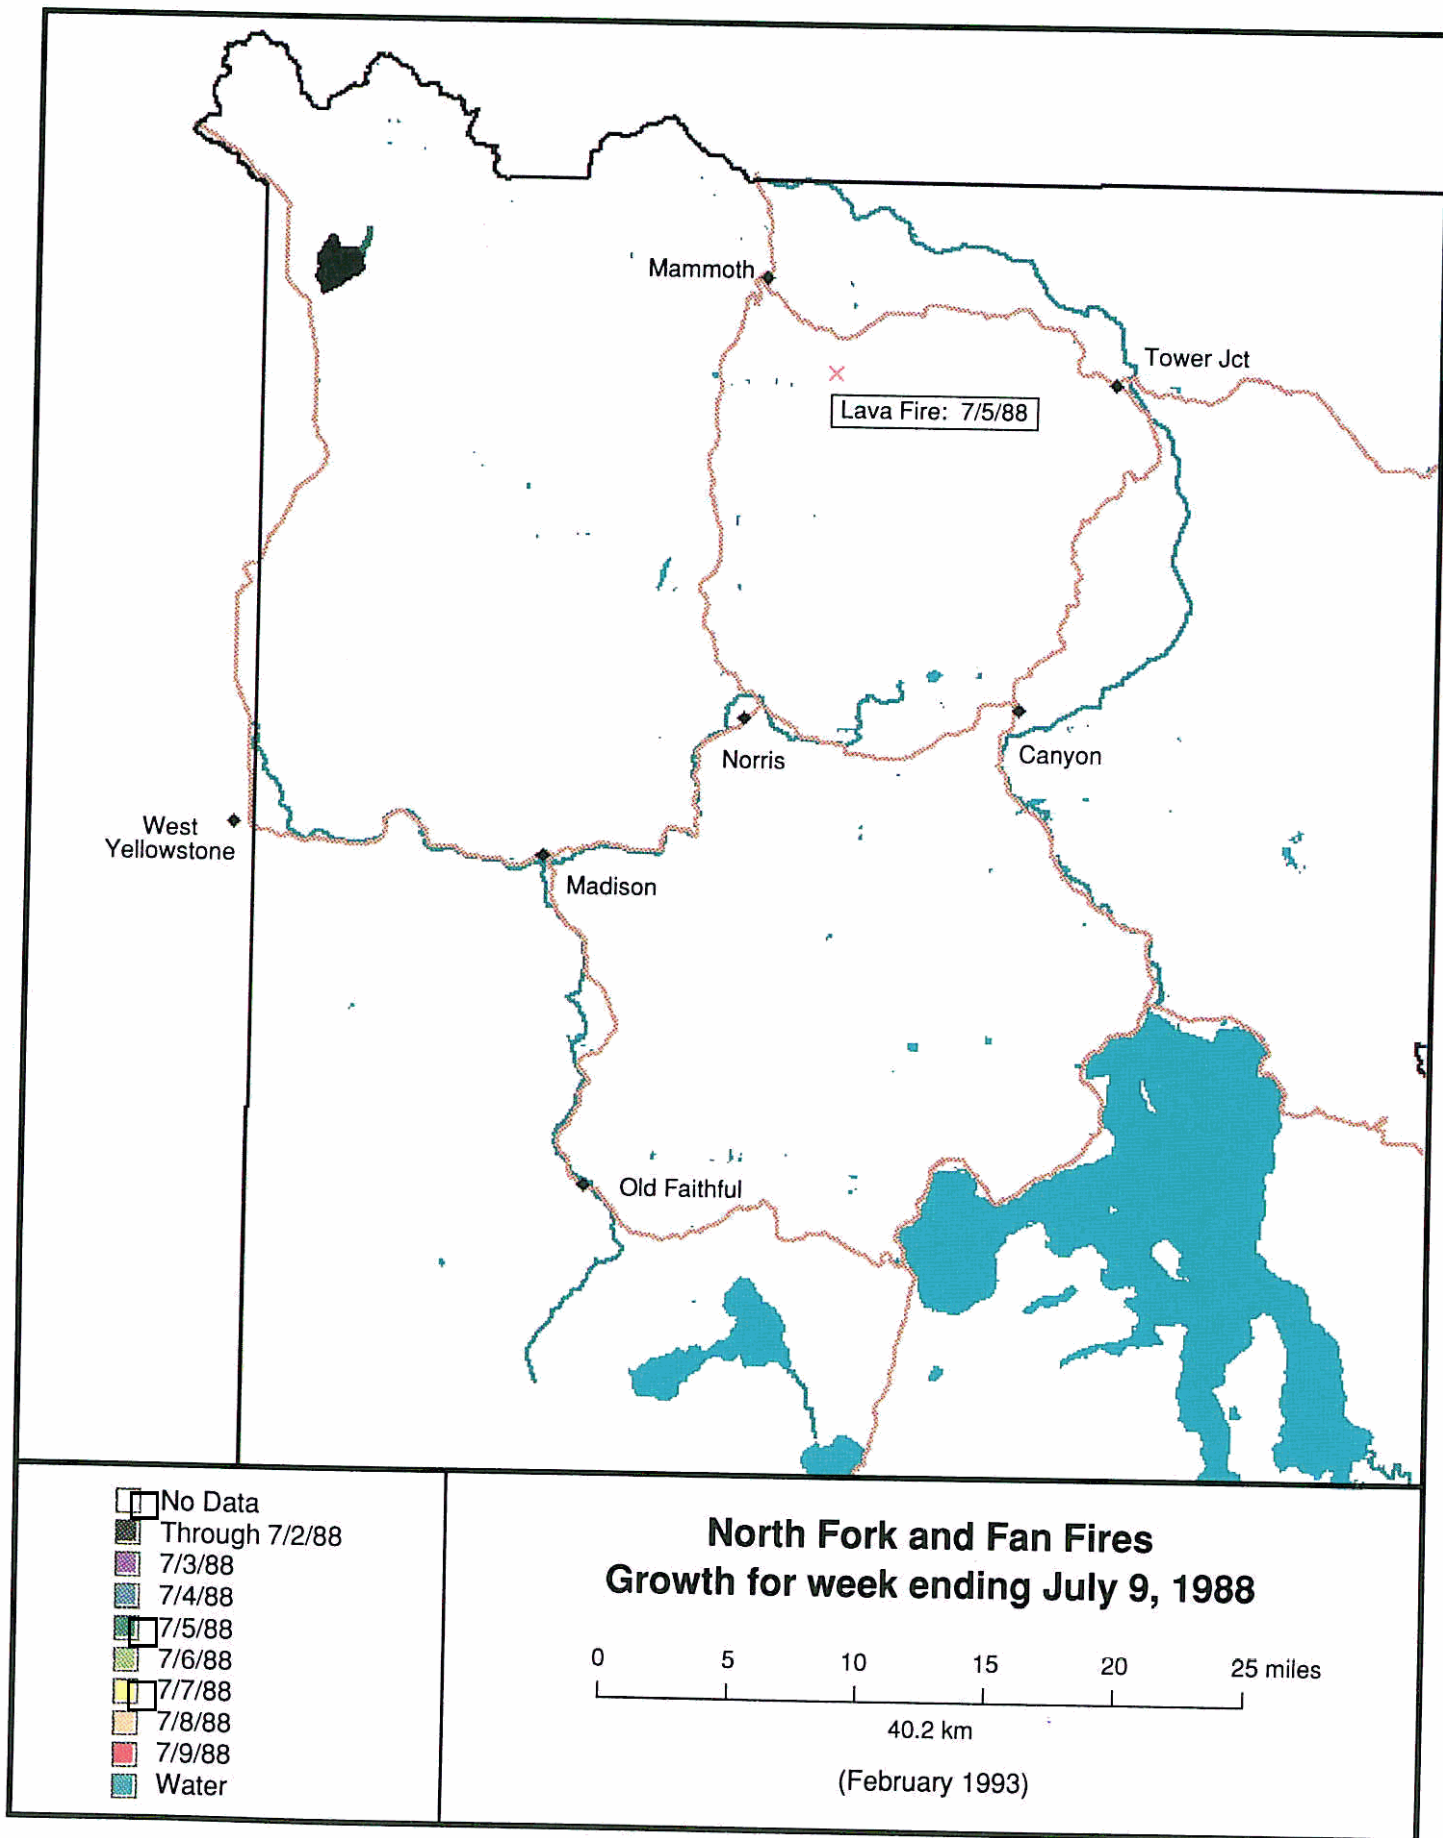 Mammoth
Tower Jct
Lava Fire: 7/5/88
Norris
Canyon
West
Yellowstone
Madison
Old Faithful
No Data
Through 7/2/88
7/3/88
7/4/88
7/5/88
7/6/88
7/7/88
7/8/88
7/9/88
Water
North Fork and Fan Fires
Growth for week ending July 9, 1988
0 5 10 15 20 25 miles
40.2 km
(February 1993)